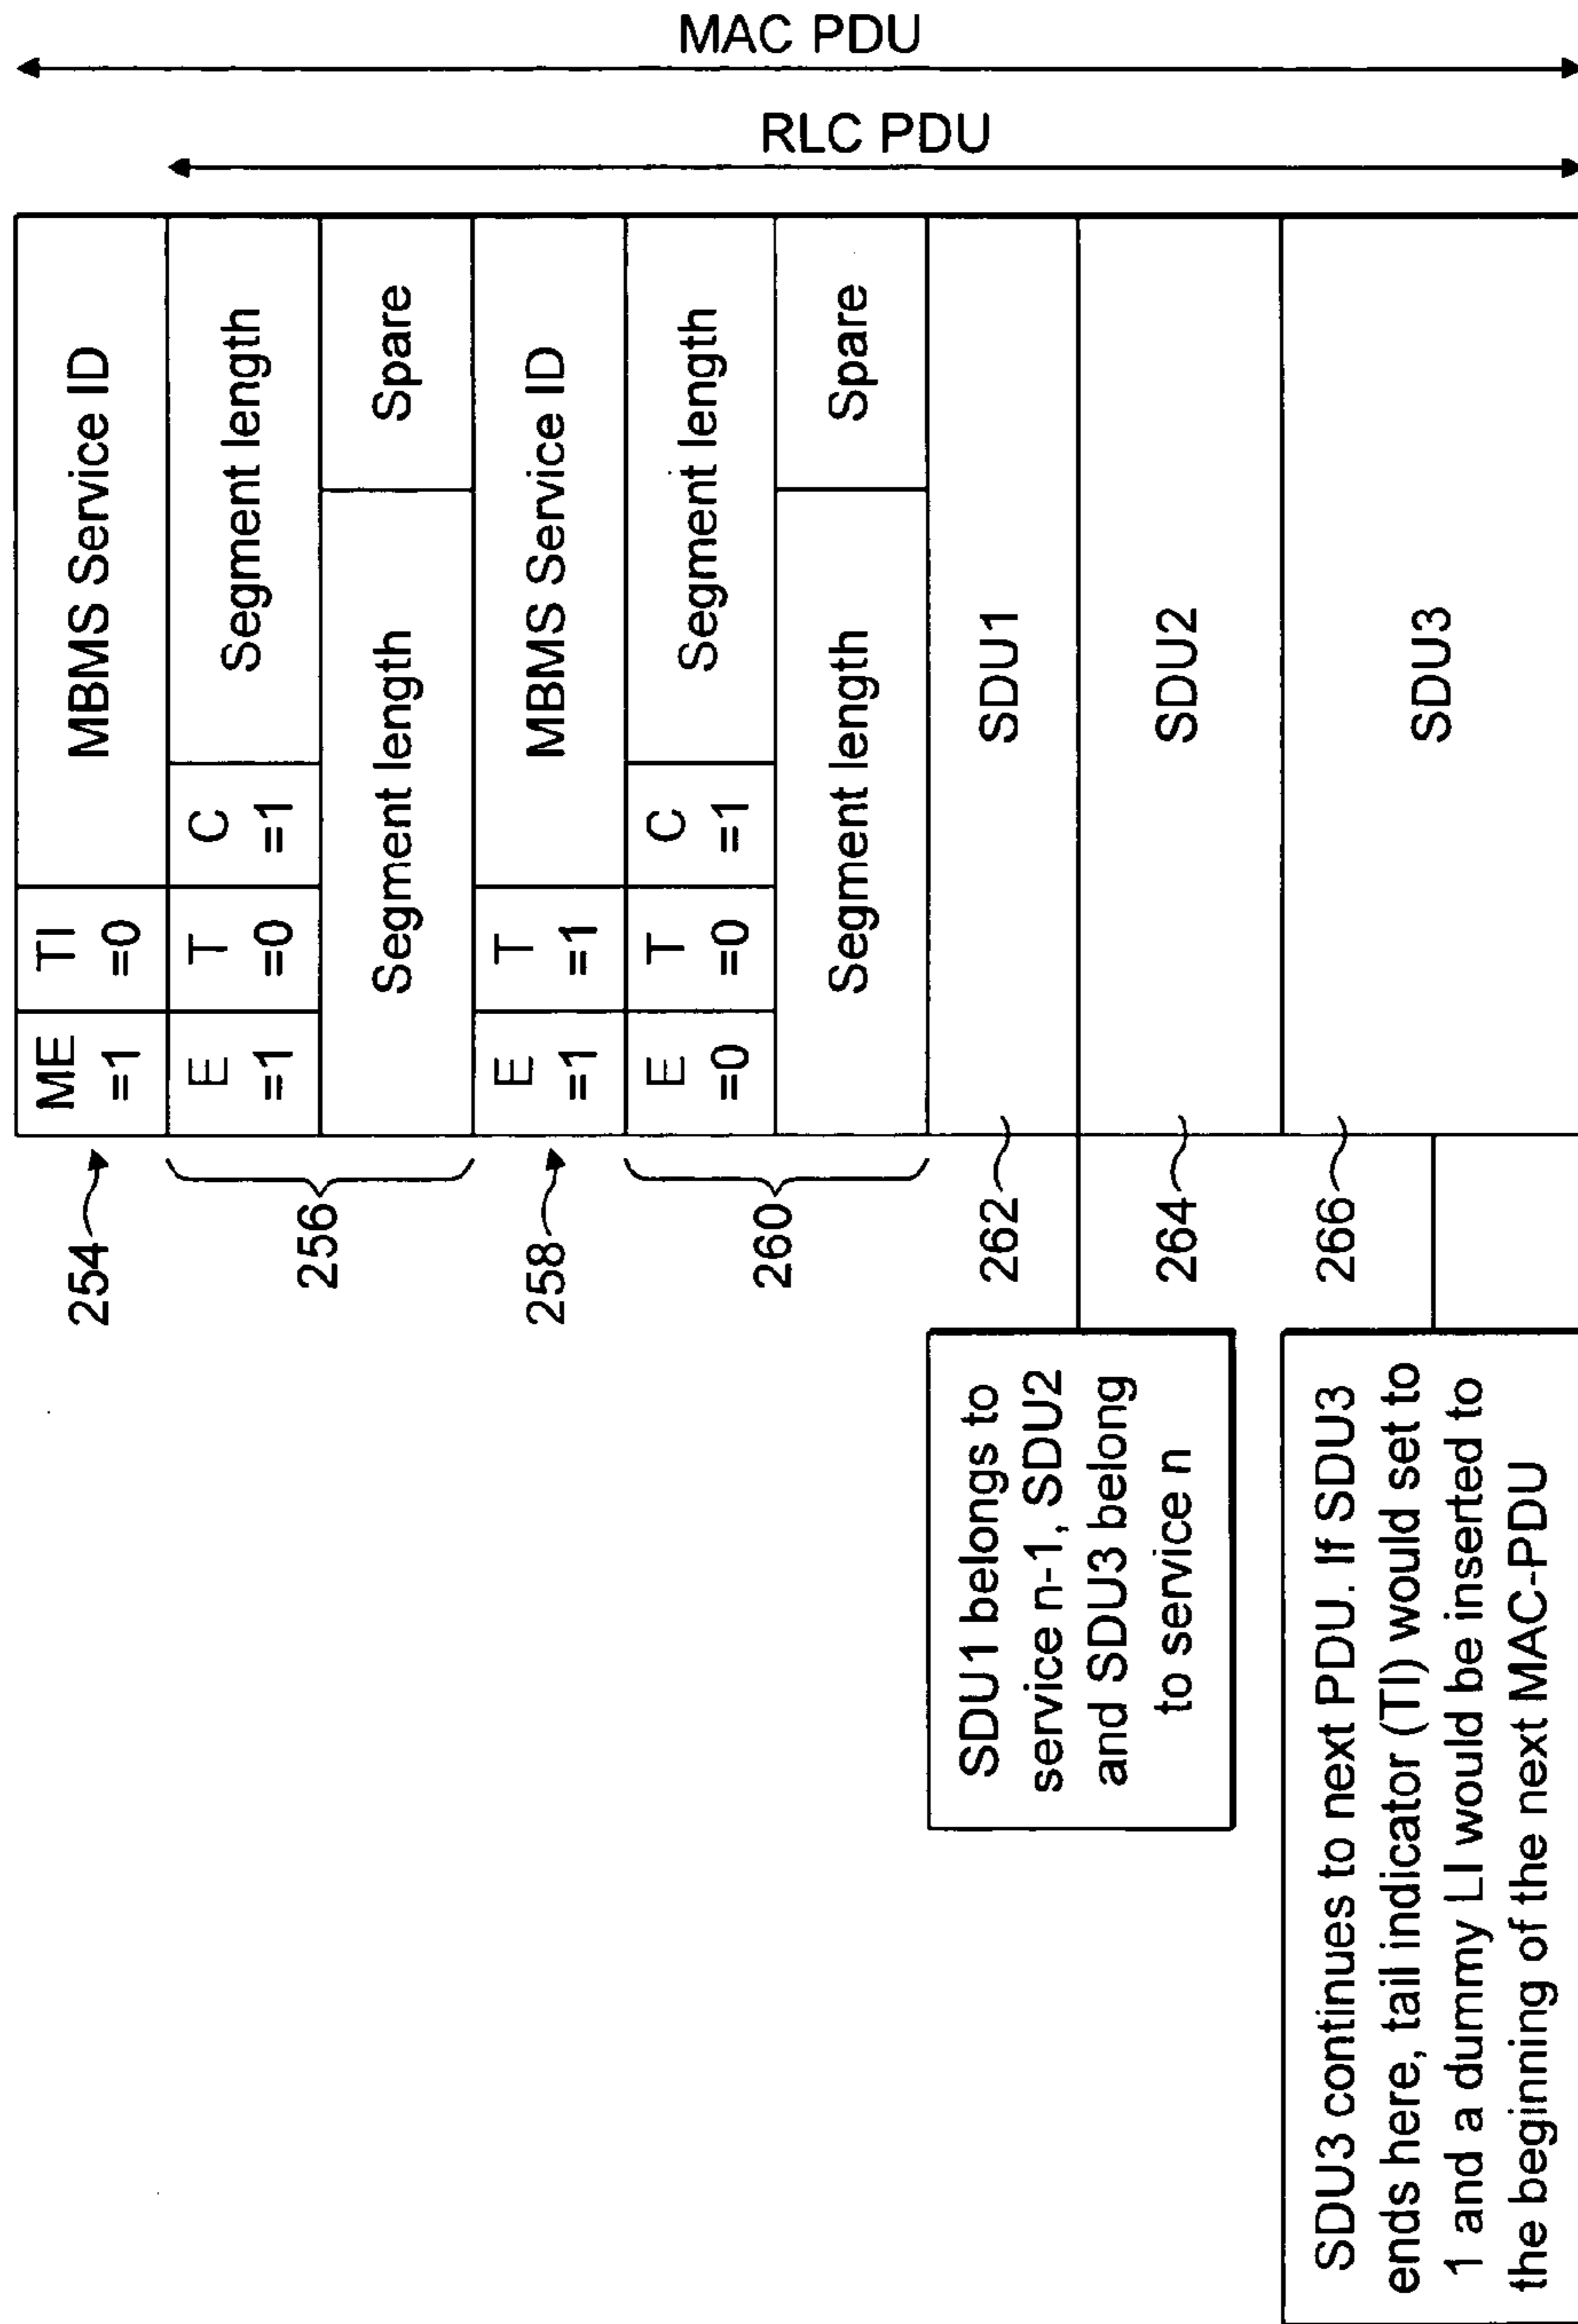 MAC PDU
RLC PDU
ME =1 TI =0 MBMS Service ID
E =1 T =0 C =1 Segment length
Segment length Spare
E =1 T =1 MBMS Service ID
E =0 T =0 C =1 Segment length
Segment length Spare
SDU1
SDU2
SDU3
254
256
258
260
262
264
266
SDU1 belongs to
service n-1, SDU2
and SDU3 belong
to service n
SDU3 continues to next PDU. If SDU3
ends here, tail indicator (TI) would set to
1 and a dummy LI would be inserted to
the beginning of the next MAC-PDU